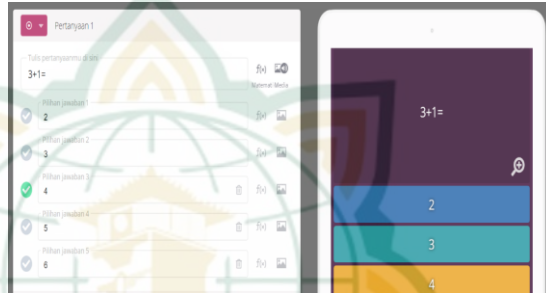 Pertanyaan 1
Tulis pertanyaanmu di sini
3+1=
f(x)
Matemat Media
Pilihan jawaban 1
2
f(x)
Pilihan jawaban 2
3
f(x)
Pilihan jawaban 3
4
f(x)
Pilihan jawaban 4
5
f(x)
Pilihan jawaban 5
6
f(x)
3+1=
2
3
4